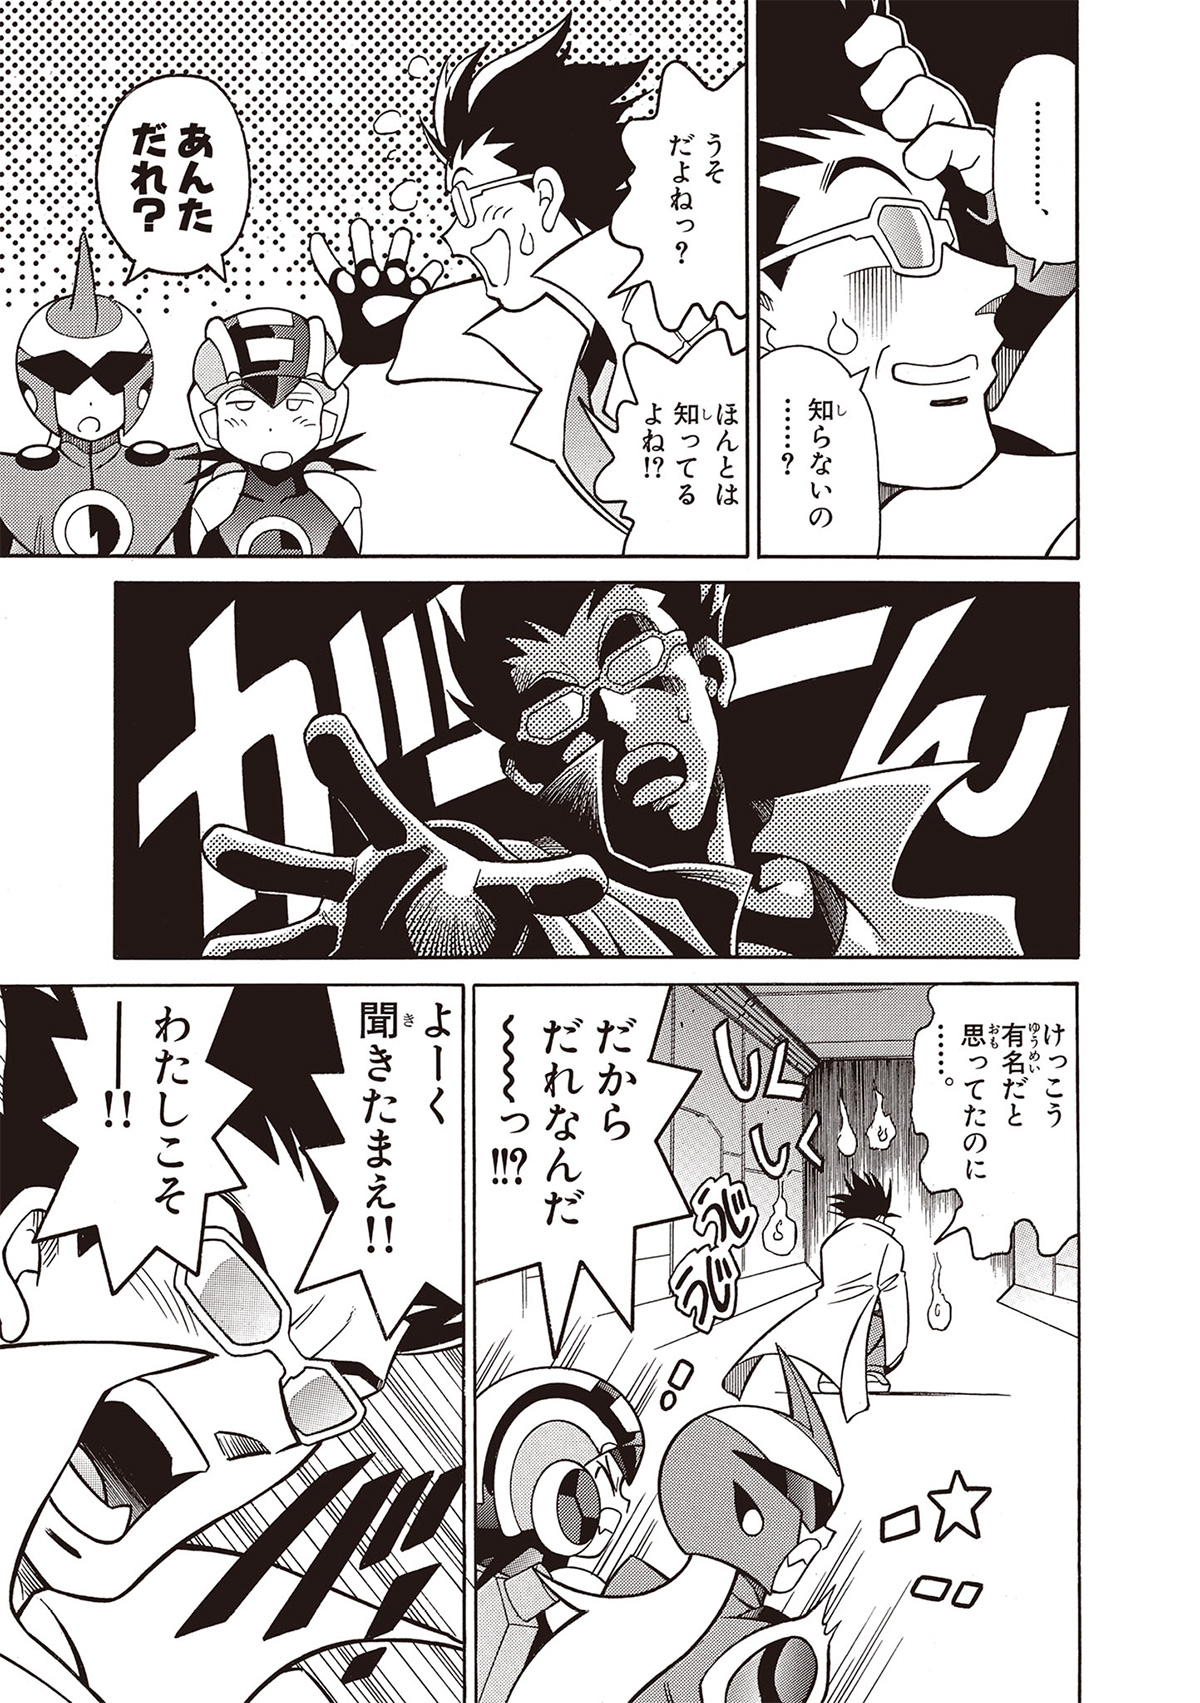 ………、
知らないの
……？
うそ
だよねっ？
ほんとは
知ってる
よね!?
あんた
だれ？
ガーん
けっこう
有名だと
思ってたのに
……。
しくしく
うじうじ
だから
だれなんだ
〜〜〜っ!!?
よーく
聞きたまえ!!
わたしこそ
――!!